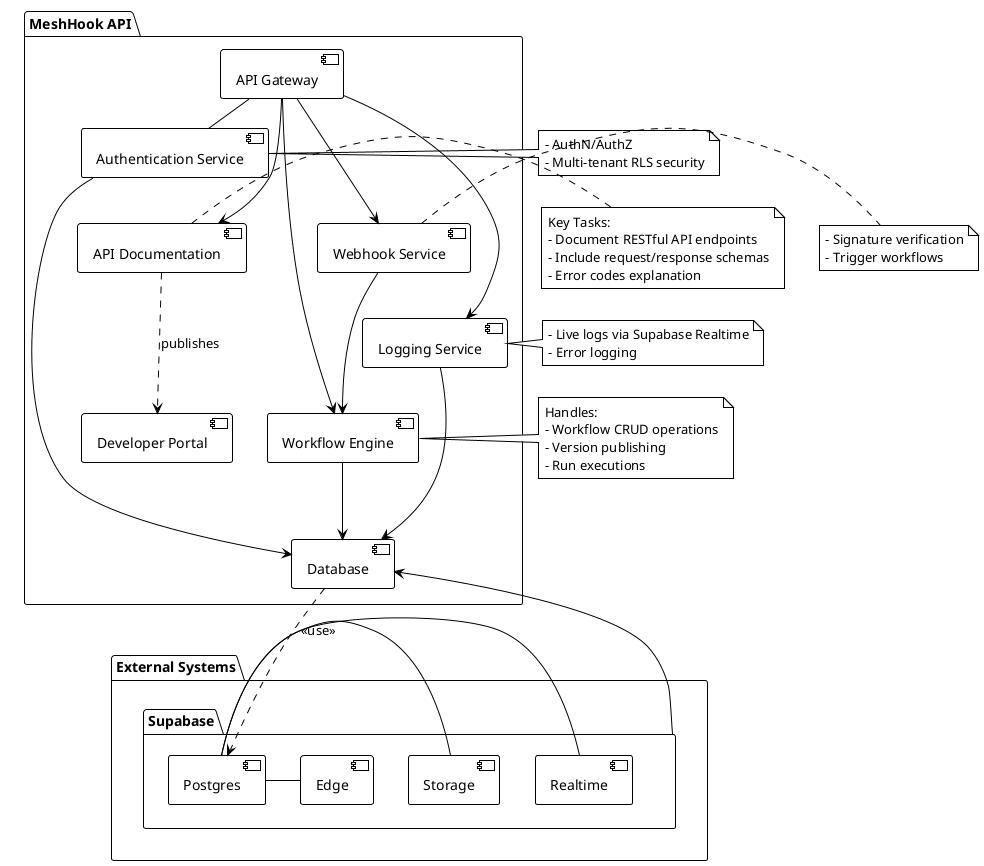 MeshHook API
API Gateway
Authentication Service
- AuthN/AuthZ
- Multi-tenant RLS security
API Documentation
Webhook Service
Key Tasks:
- Document RESTful API endpoints
- Include request/response schemas
- Error codes explanation
- Signature verification
- Trigger workflows
publishes
Logging Service
- Live logs via Supabase Realtime
- Error logging
Developer Portal
Workflow Engine
Handles:
- Workflow CRUD operations
- Version publishing
- Run executions
Database
«use»
External Systems
Supabase
Postgres
Edge
Storage
Realtime